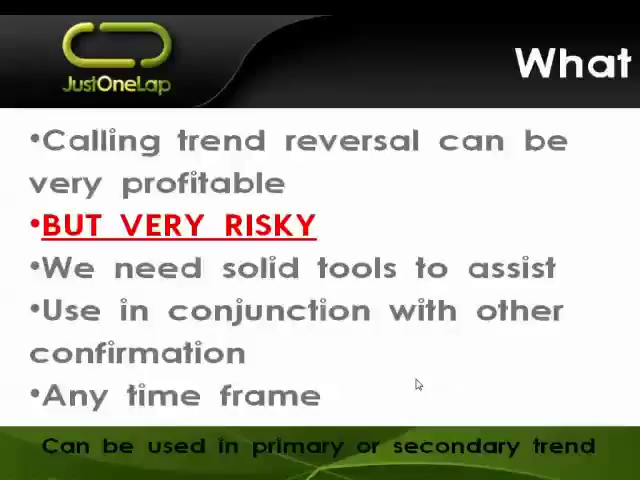 JustOneLap
What
•Calling trend reversal can be
very profitable
•BUT VERY RISKY
•We need solid tools to assist
•Use in conjunction with other
confirmation
•Any time frame
Can be used in primary or secondary trend